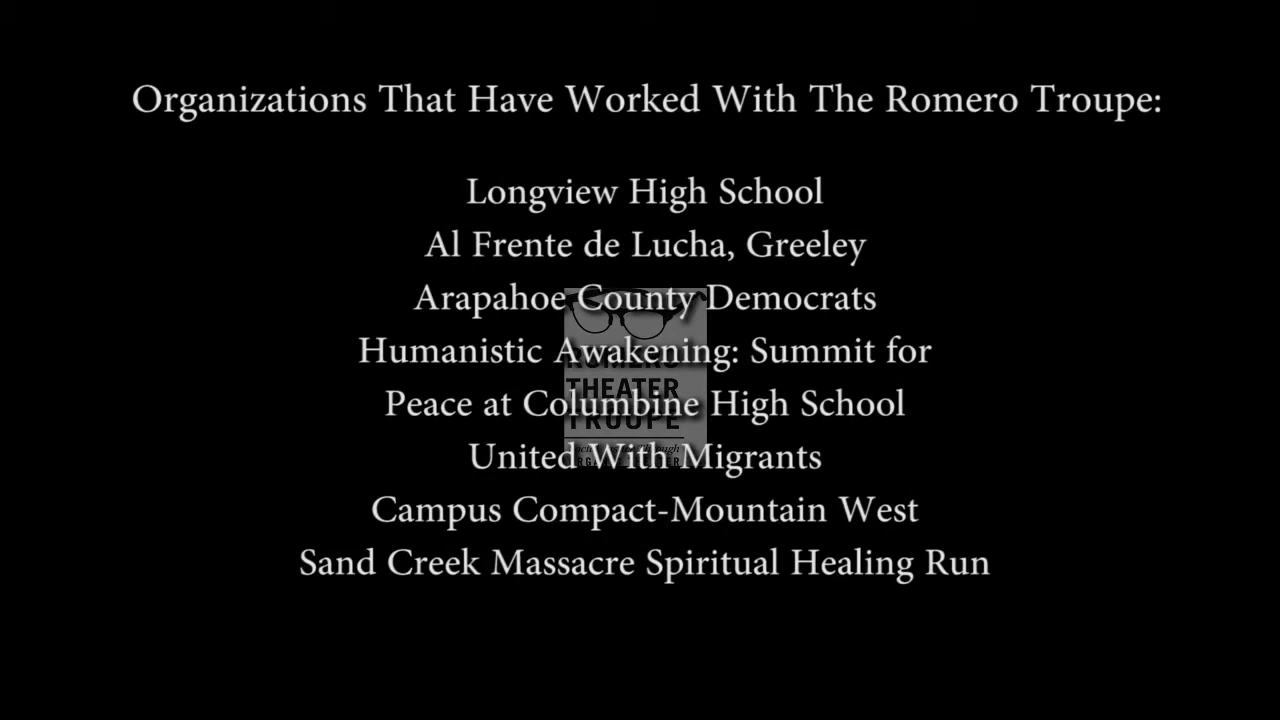 Organizations That Have Worked With The Romero Troupe:
Longview High School
Al Frente de Lucha, Greeley
Arapahoe County Democrats
Humanistic Awakening: Summit for
Peace at Columbine High School
United With Migrants
Campus Compact-Mountain West
Sand Creek Massacre Spiritual Healing Run
ROMERO
THEATER
TROUPE